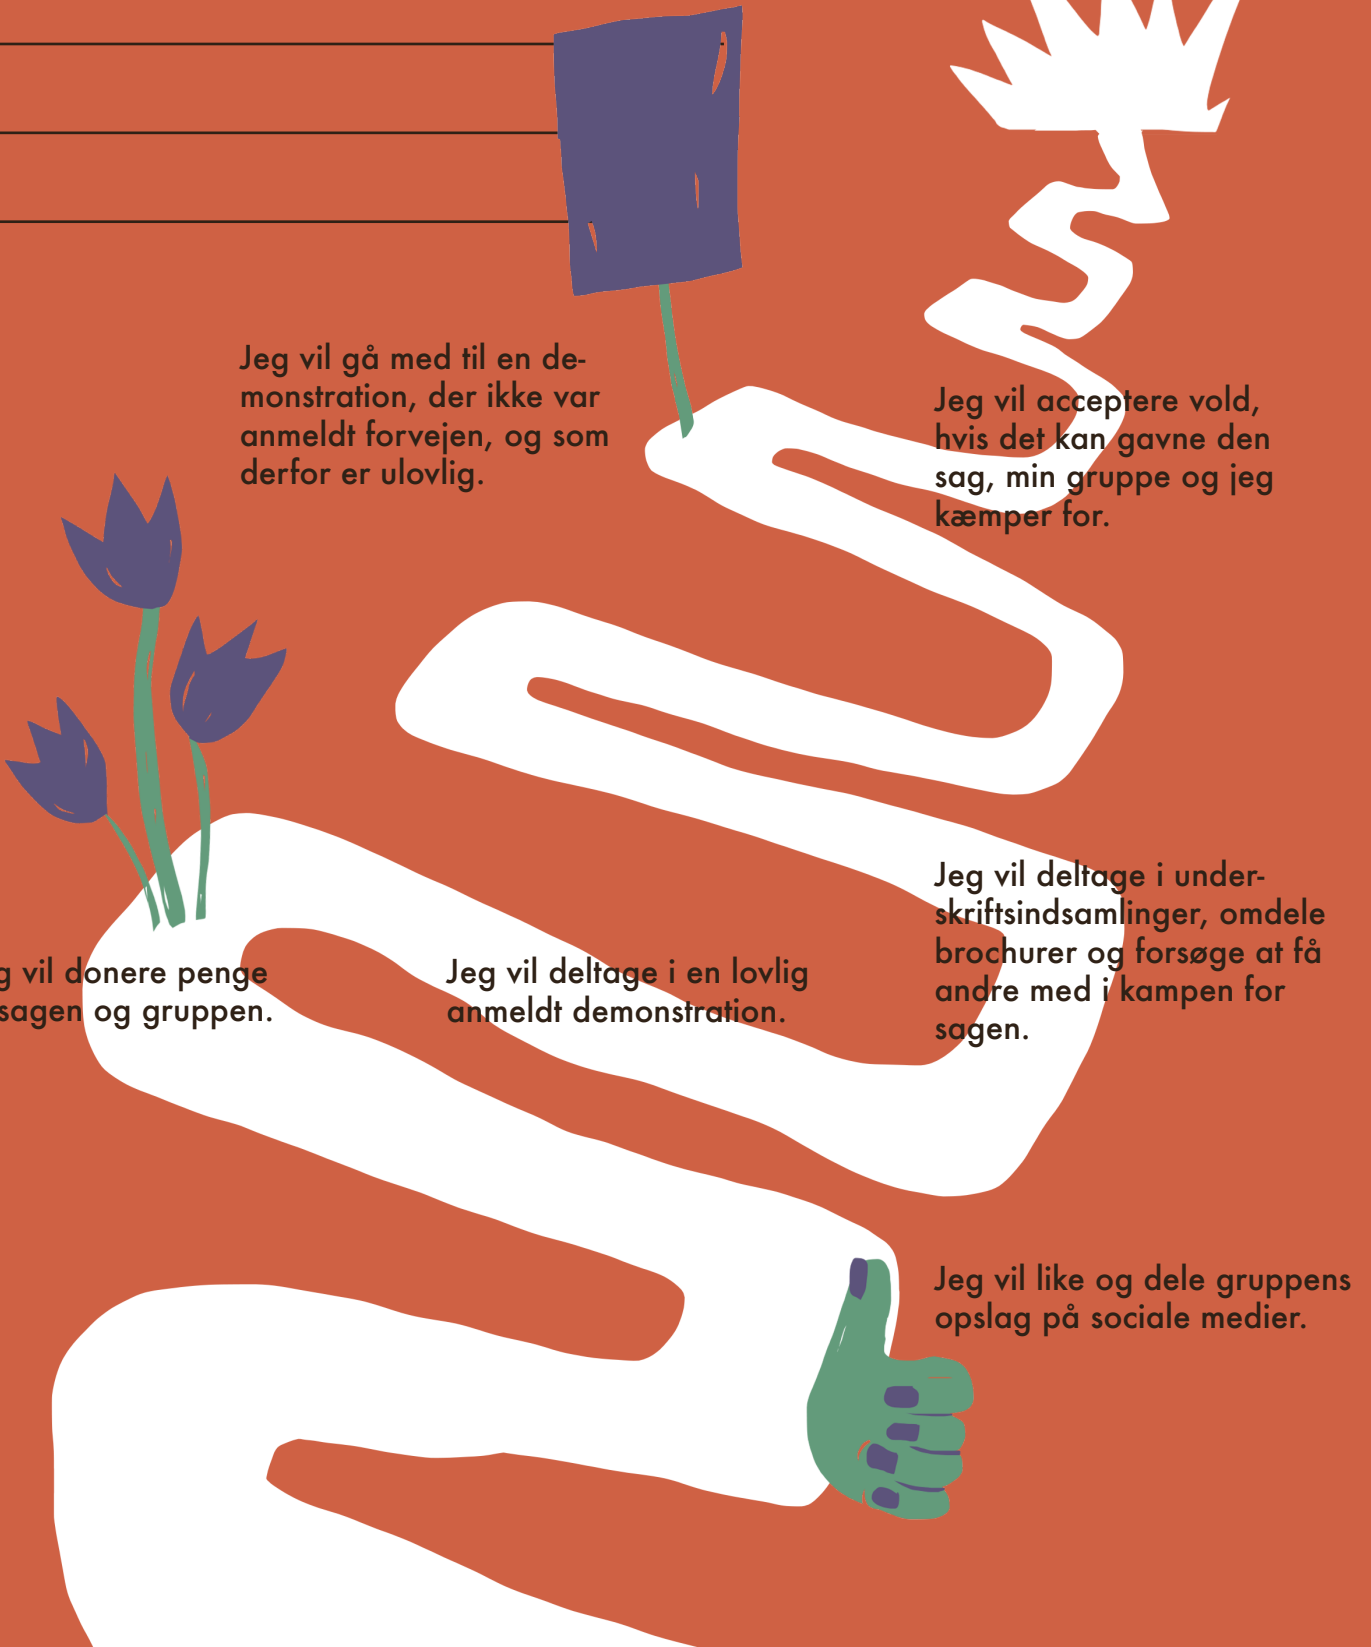 Jeg vil gå med til en de-
monstration, der ikke var
anmeldt forvejen, og som
derfor er ulovlig.
Jeg vil acceptere vold,
hvis det kan gavne den
sag, min gruppe og jeg
kæmper for.
Jeg vil deltage i under-
skriftsindsamlinger, omdele
brochurer og forsøge at få
andre med i kampen for
sagen.
vil donere penge
sagen og gruppen.
Jeg vil deltage i en lovlig
anmeldt demonstration.
Jeg vil like og dele gruppens
opslag på sociale medier.